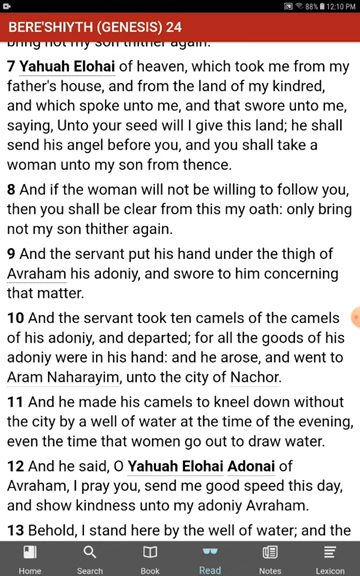 88% 12:10 PM
BERE'SHIYTH (GENESIS) 24
bring not my son thither again.
7 Yahuah Elohai of heaven, which took me from my
father's house, and from the land of my kindred,
and which spoke unto me, and that swore unto me,
saying, Unto your seed will I give this land; he shall
send his angel before you, and you shall take a
woman unto my son from thence.
8 And if the woman will not be willing to follow you,
then you shall be clear from this my oath: only bring
not my son thither again.
9 And the servant put his hand under the thigh of
Avraham his adoniy, and swore to him concerning
that matter.
10 And the servant took ten camels of the camels
of his adoniy, and departed; for all the goods of his
adoniy were in his hand: and he arose, and went to
Aram Naharayim, unto the city of Nachor.
11 And he made his camels to kneel down without
the city by a well of water at the time of the evening,
even the time that women go out to draw water.
12 And he said, O Yahuah Elohai Adonai of
Avraham, I pray you, send me good speed this day,
and show kindness unto my adoniy Avraham.
13 Behold, I stand here by the well of water; and the
Home Search Book Read Notes Lexicon